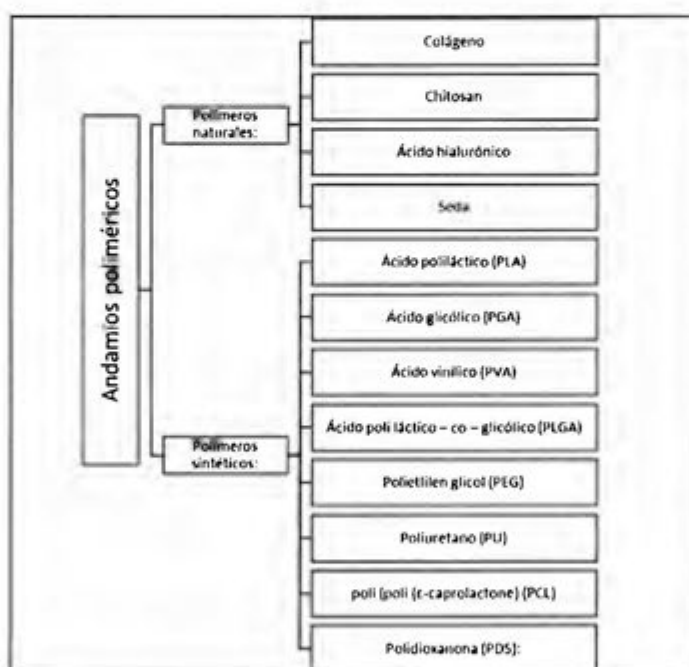 Andamios poliméricos
Polímeros
naturales:
Colágeno
Chitosan
Ácido hialurónico
Seda
Polímeros
sintéticos:
Ácido poliláctico (PLA)
Ácido glicólico (PGA)
Ácido vinílico (PVA)
Ácido poli láctico – co – glicólico (PLGA)
Polietilen glicol (PEG)
Poliuretano (PU)
poli (poli (ε-caprolactone) (PCL)
Polidioxanona (PDS):